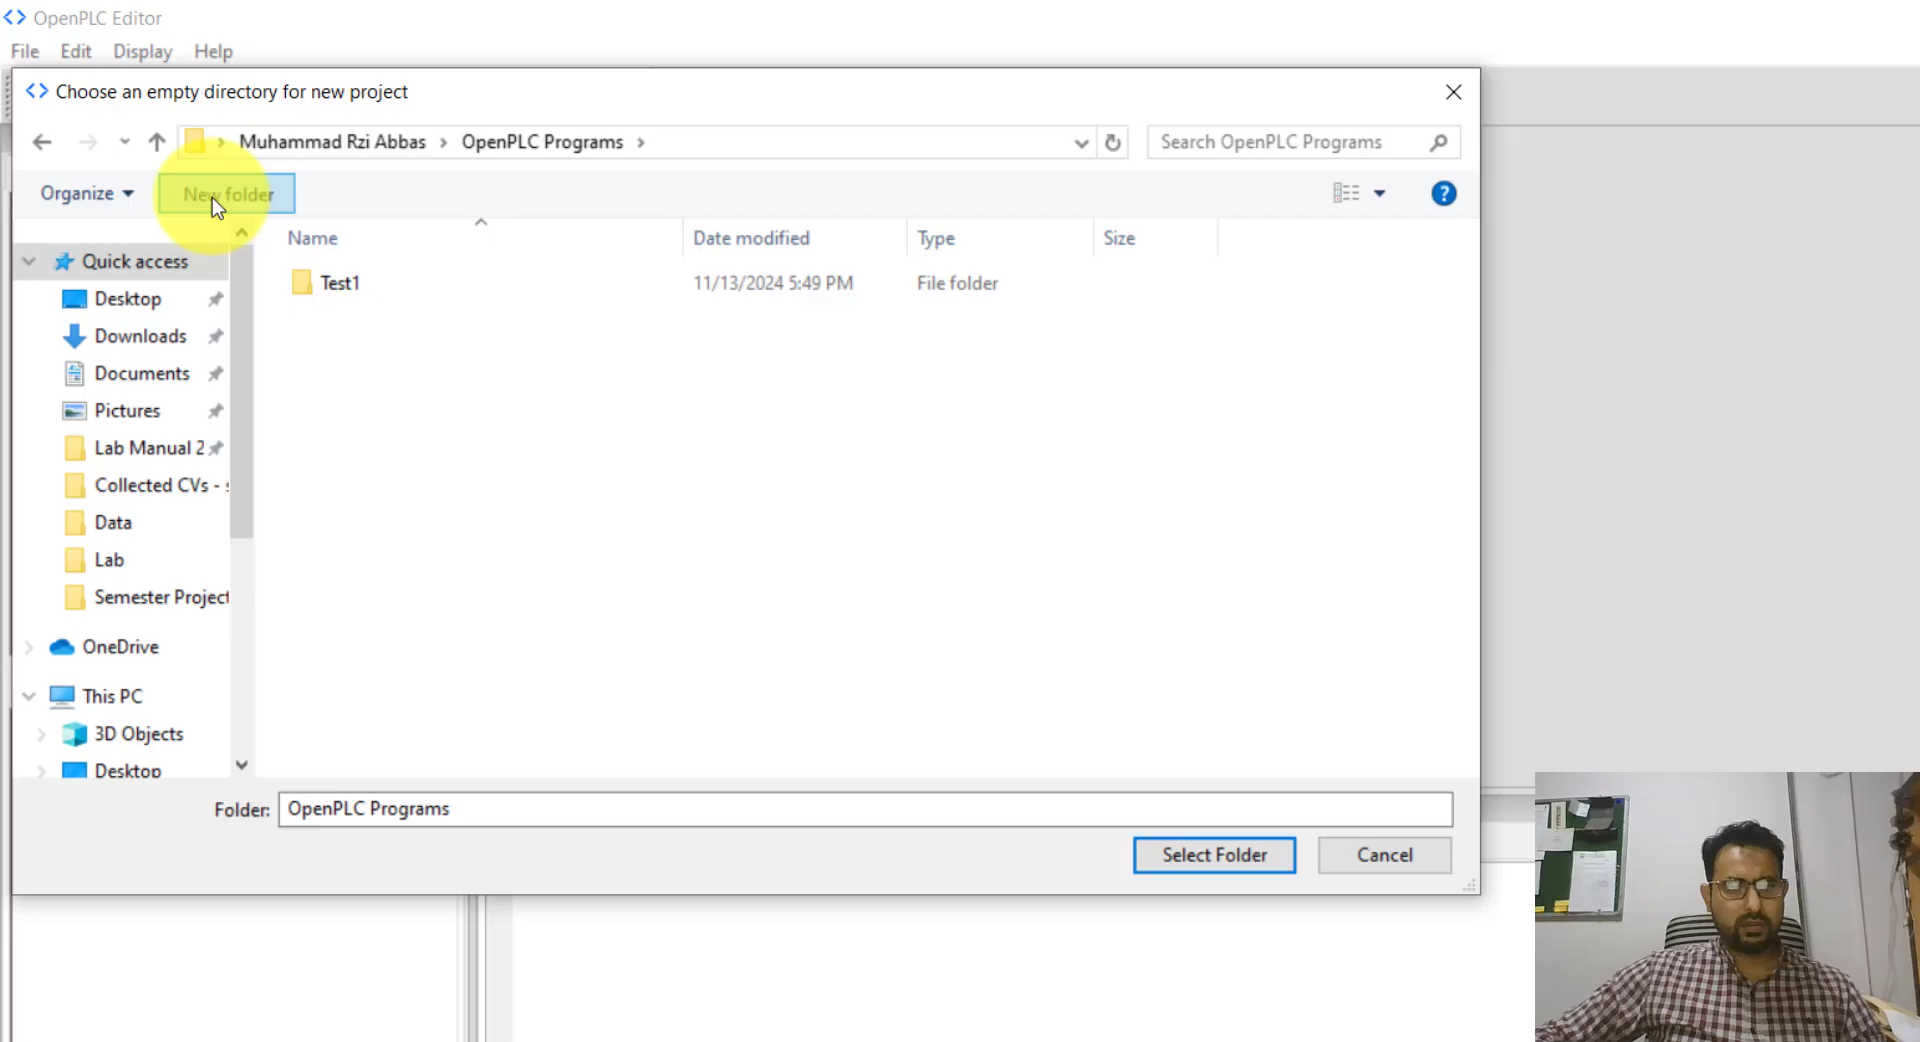 OpenPLC Editor
File Edit Display Help
Choose an empty directory for new project
Muhammad Rzi Abbas OpenPLC Programs
Search OpenPLC Programs
Organize
New folder
?
Name Date modified Type Size
Test1 11/13/2024 5:49 PM File folder
Quick access
Desktop
Downloads
Documents
Pictures
Lab Manual 2
Collected CVs -
Data
Lab
Semester Project
OneDrive
This PC
3D Objects
Desktop
Folder: OpenPLC Programs
Select Folder Cancel